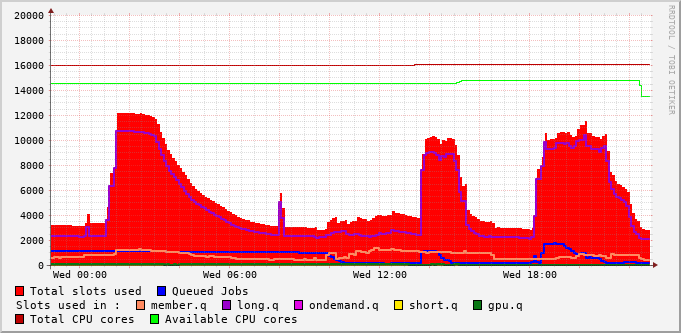 20000
18000
16000
14000
12000
10000
8000
6000
4000
2000
0
Wed 00:00 Wed 06:00 Wed 12:00 Wed 18:00
RRDTOOL / TOBI OETIKER
Total slots used Queued Jobs
Slots used in : member.q long.q ondemand.q short.q gpu.q
Total CPU cores Available CPU cores